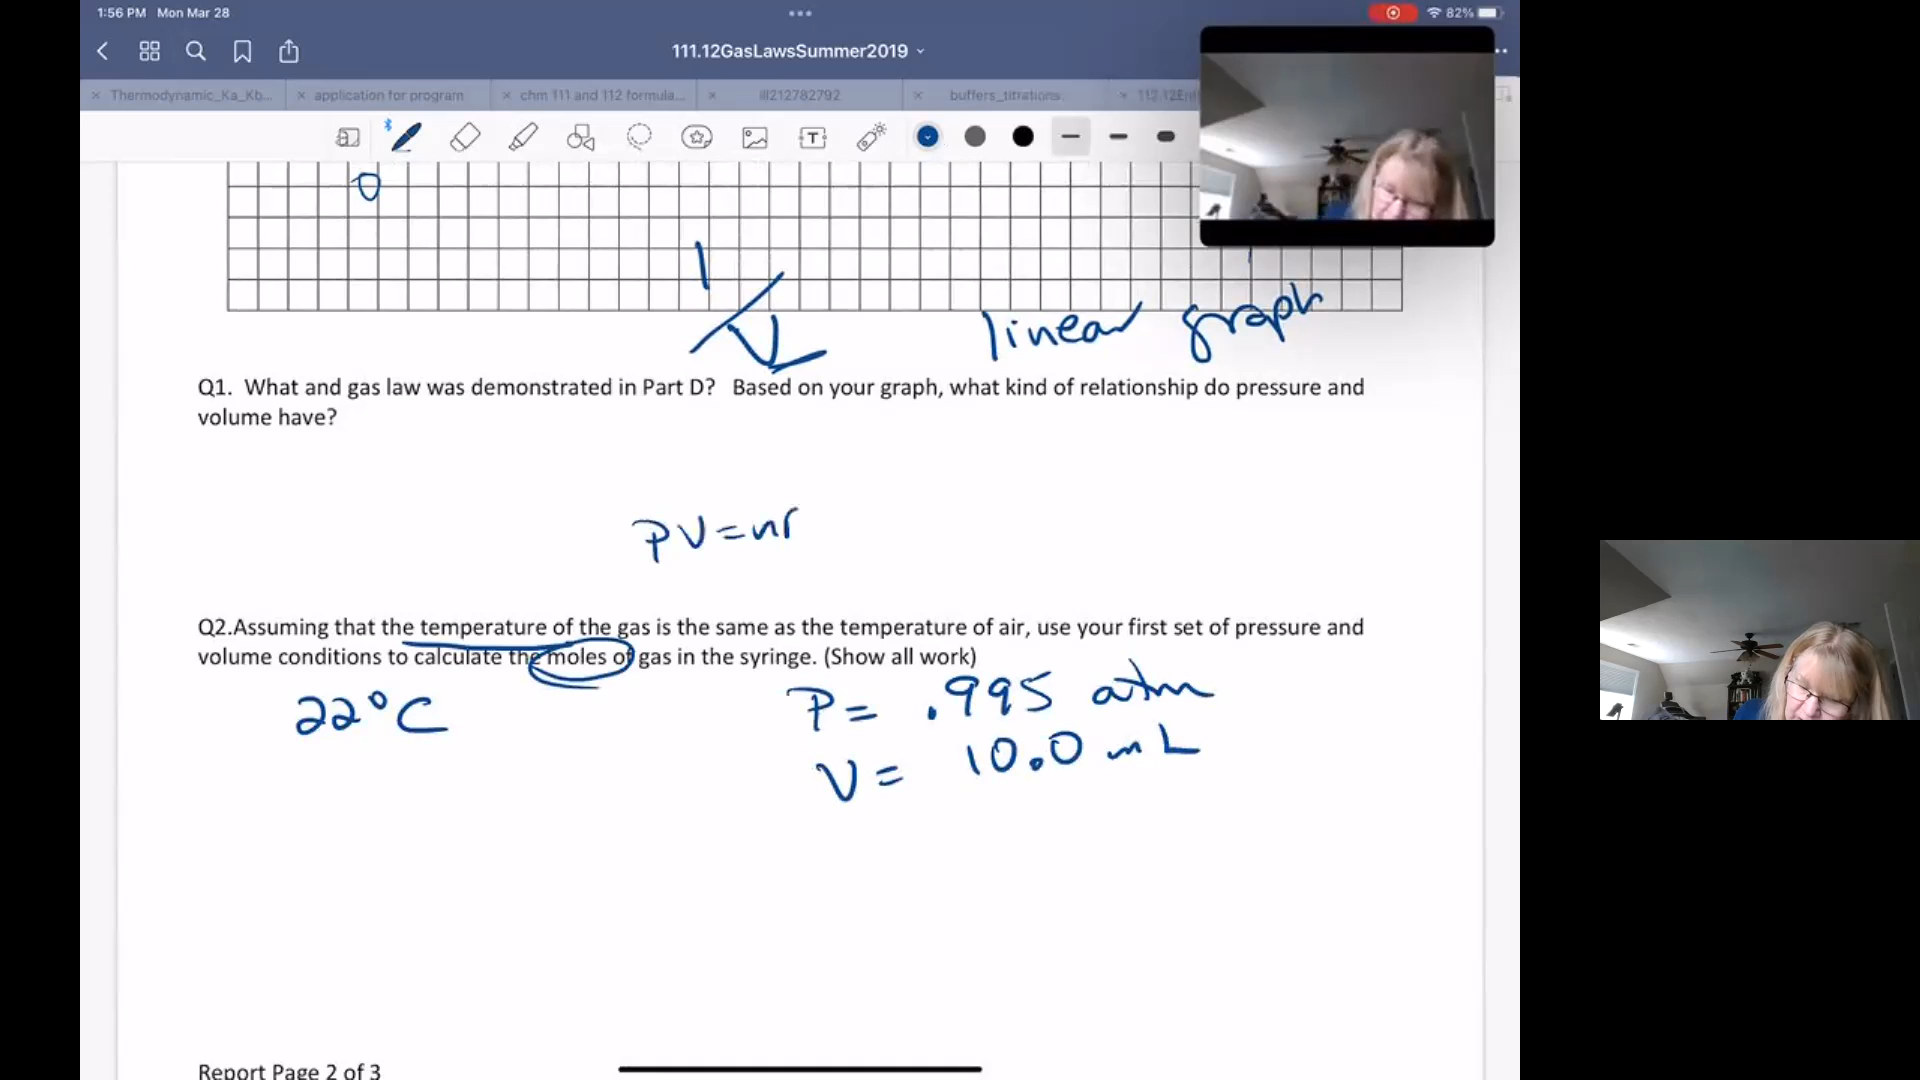 1:56 PM Mon Mar 28
82%
111.12GasLawsSummer2019
Thermodynamic_Ka_Kb... application for program chm 111 and 112 formula... ill212782792 buffers_titrations
T
0
1
V
linear graph
Q1. What and gas law was demonstrated in Part D? Based on your graph, what kind of relationship do pressure and
volume have?
PV=nr
Q2.Assuming that the temperature of the gas is the same as the temperature of air, use your first set of pressure and
volume conditions to calculate the moles of gas in the syringe. (Show all work)
22°C
P= .995 atm
V= 10.0 mL
Report Page 2 of 3